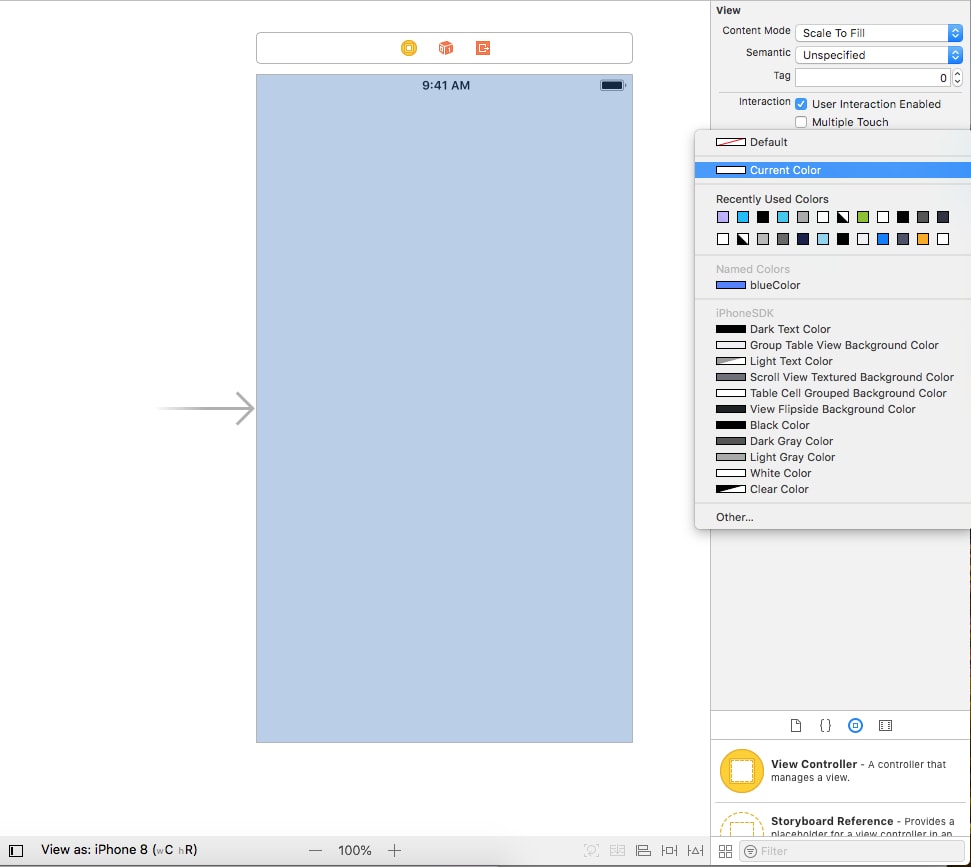 View
Content Mode Scale To Fill
Semantic Unspecified
Tag 0
Interaction User Interaction Enabled
Multiple Touch
9:41 AM
Default
Current Color
Recently Used Colors
Named Colors
blueColor
iPhoneSDK
Dark Text Color
Group Table View Background Color
Light Text Color
Scroll View Textured Background Color
Table Cell Grouped Background Color
View Flipside Background Color
Black Color
Dark Gray Color
Light Gray Color
White Color
Clear Color
Other...
{ }
View Controller - A controller that
manages a view.
Storyboard Reference - Provides a
placeholder for a view controller in an
View as: iPhone 8 (wC hR)
— 100% +
Filter